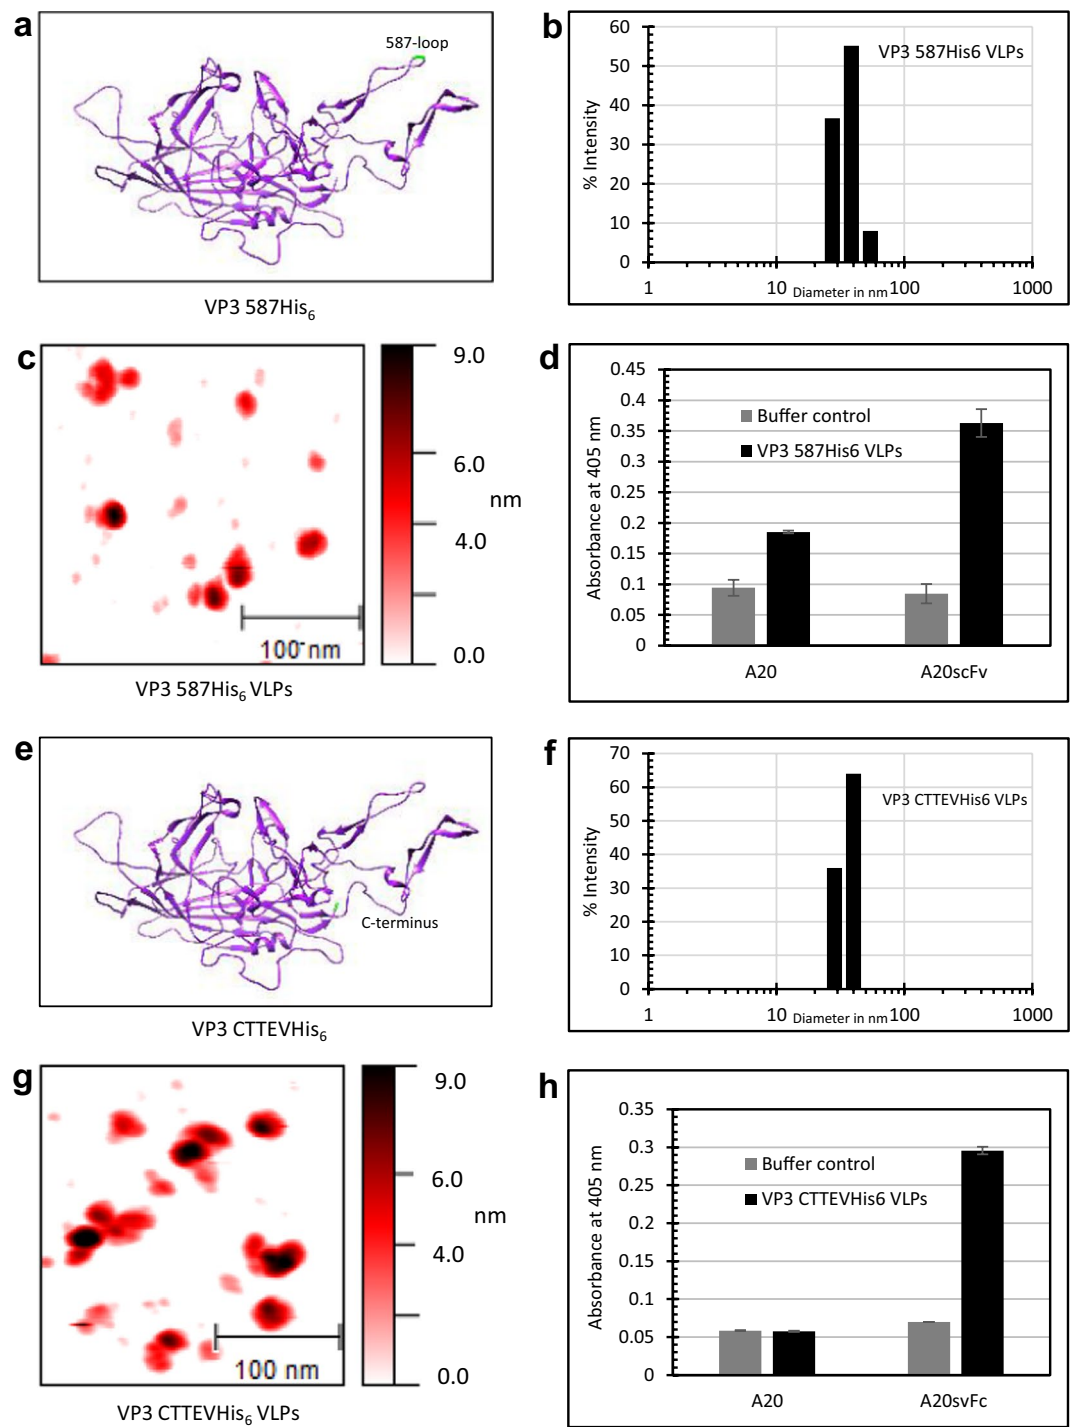 a
587-loop
VP3 587His6
b
60
50
40
30
20
10
0
% Intensity
VP3 587His6 VLPs
1 10 100 1000
Diameter in nm
c
9.0
6.0
nm
4.0
0.0
100 nm
VP3 587His6 VLPs
d
0.45
0.4
0.35
0.3
0.25
0.2
0.15
0.1
0.05
0
Absorbance at 405 nm
Buffer control
VP3 587His6 VLPs
A20 A20scFv
e
C-terminus
VP3 CTTEVHis6
f
70
60
50
40
30
20
10
0
% Intensity
VP3 CTTEVHis6 VLPs
1 10 100 1000
Diameter in nm
g
9.0
6.0
nm
4.0
0.0
100 nm
VP3 CTTEVHis6 VLPs
h
0.35
0.3
0.25
0.2
0.15
0.1
0.05
0
Absorbance at 405 nm
Buffer control
VP3 CTTEVHis6 VLPs
A20 A20svFc